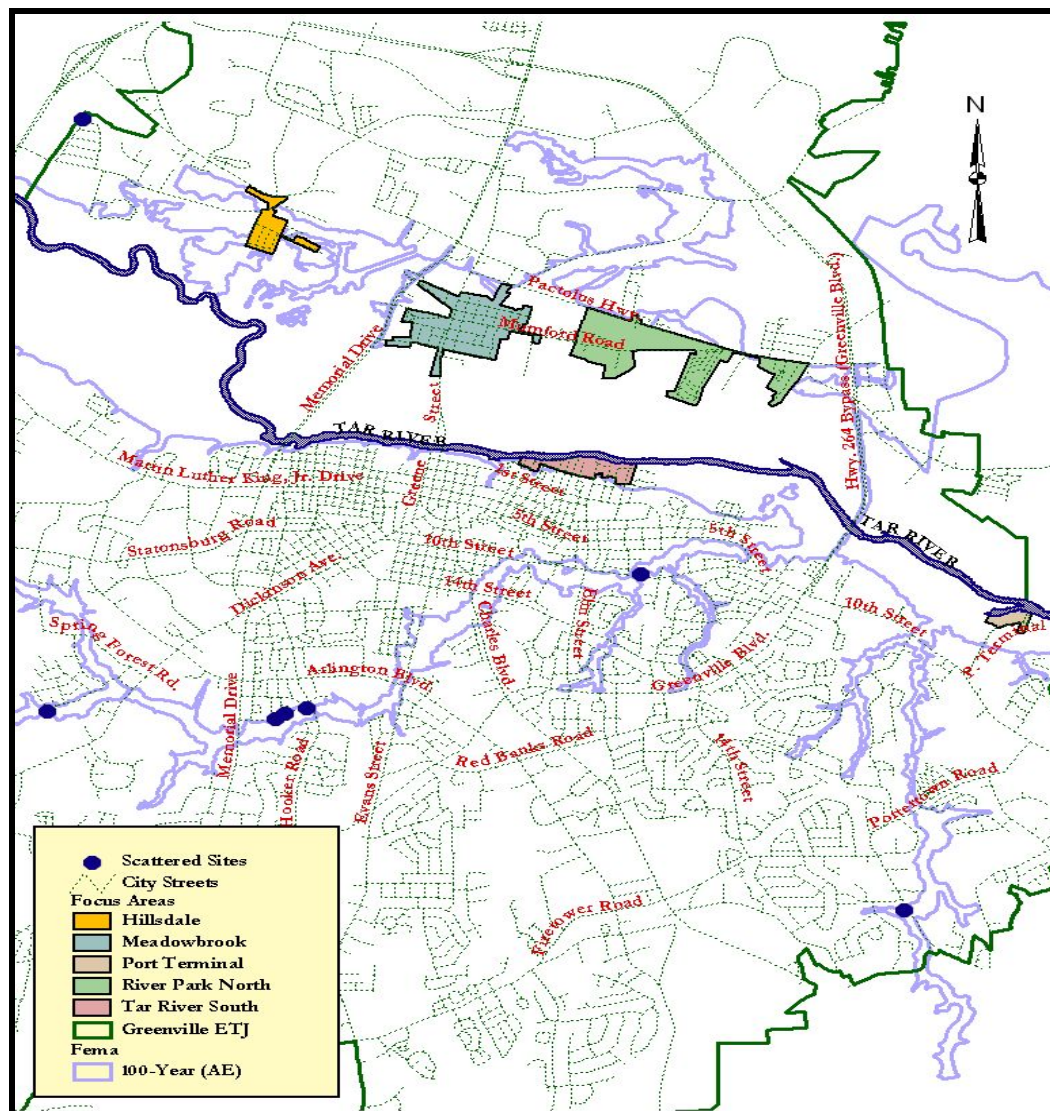 N
Pactolus Hwy.
Mumford Road
Memorial Drive
Hwy. 264 Bypass (Greenville Blvd.)
Street
TAR RIVER
Martin Luther King, Jr. Drive
Greene
1st Street
Statonsburg Road
5th Street
5th Street
TAR RIVER
10th Street
Dickinson Ave.
14th Street
Elm Street
10th Street
Charles Blvd.
Spring Forest Rd.
Arlington Blvd.
Greenville Blvd.
P. Terminal
Memorial Drive
Hooker Road
Evans Street
Red Banks Road
14th Street
Portertown Road
Firetower Road
Scattered Sites
City Streets
Focus Areas
Hillsdale
Meadowbrook
Port Terminal
River Park North
Tar River South
Greenville ETJ
Fema
100-Year (AE)